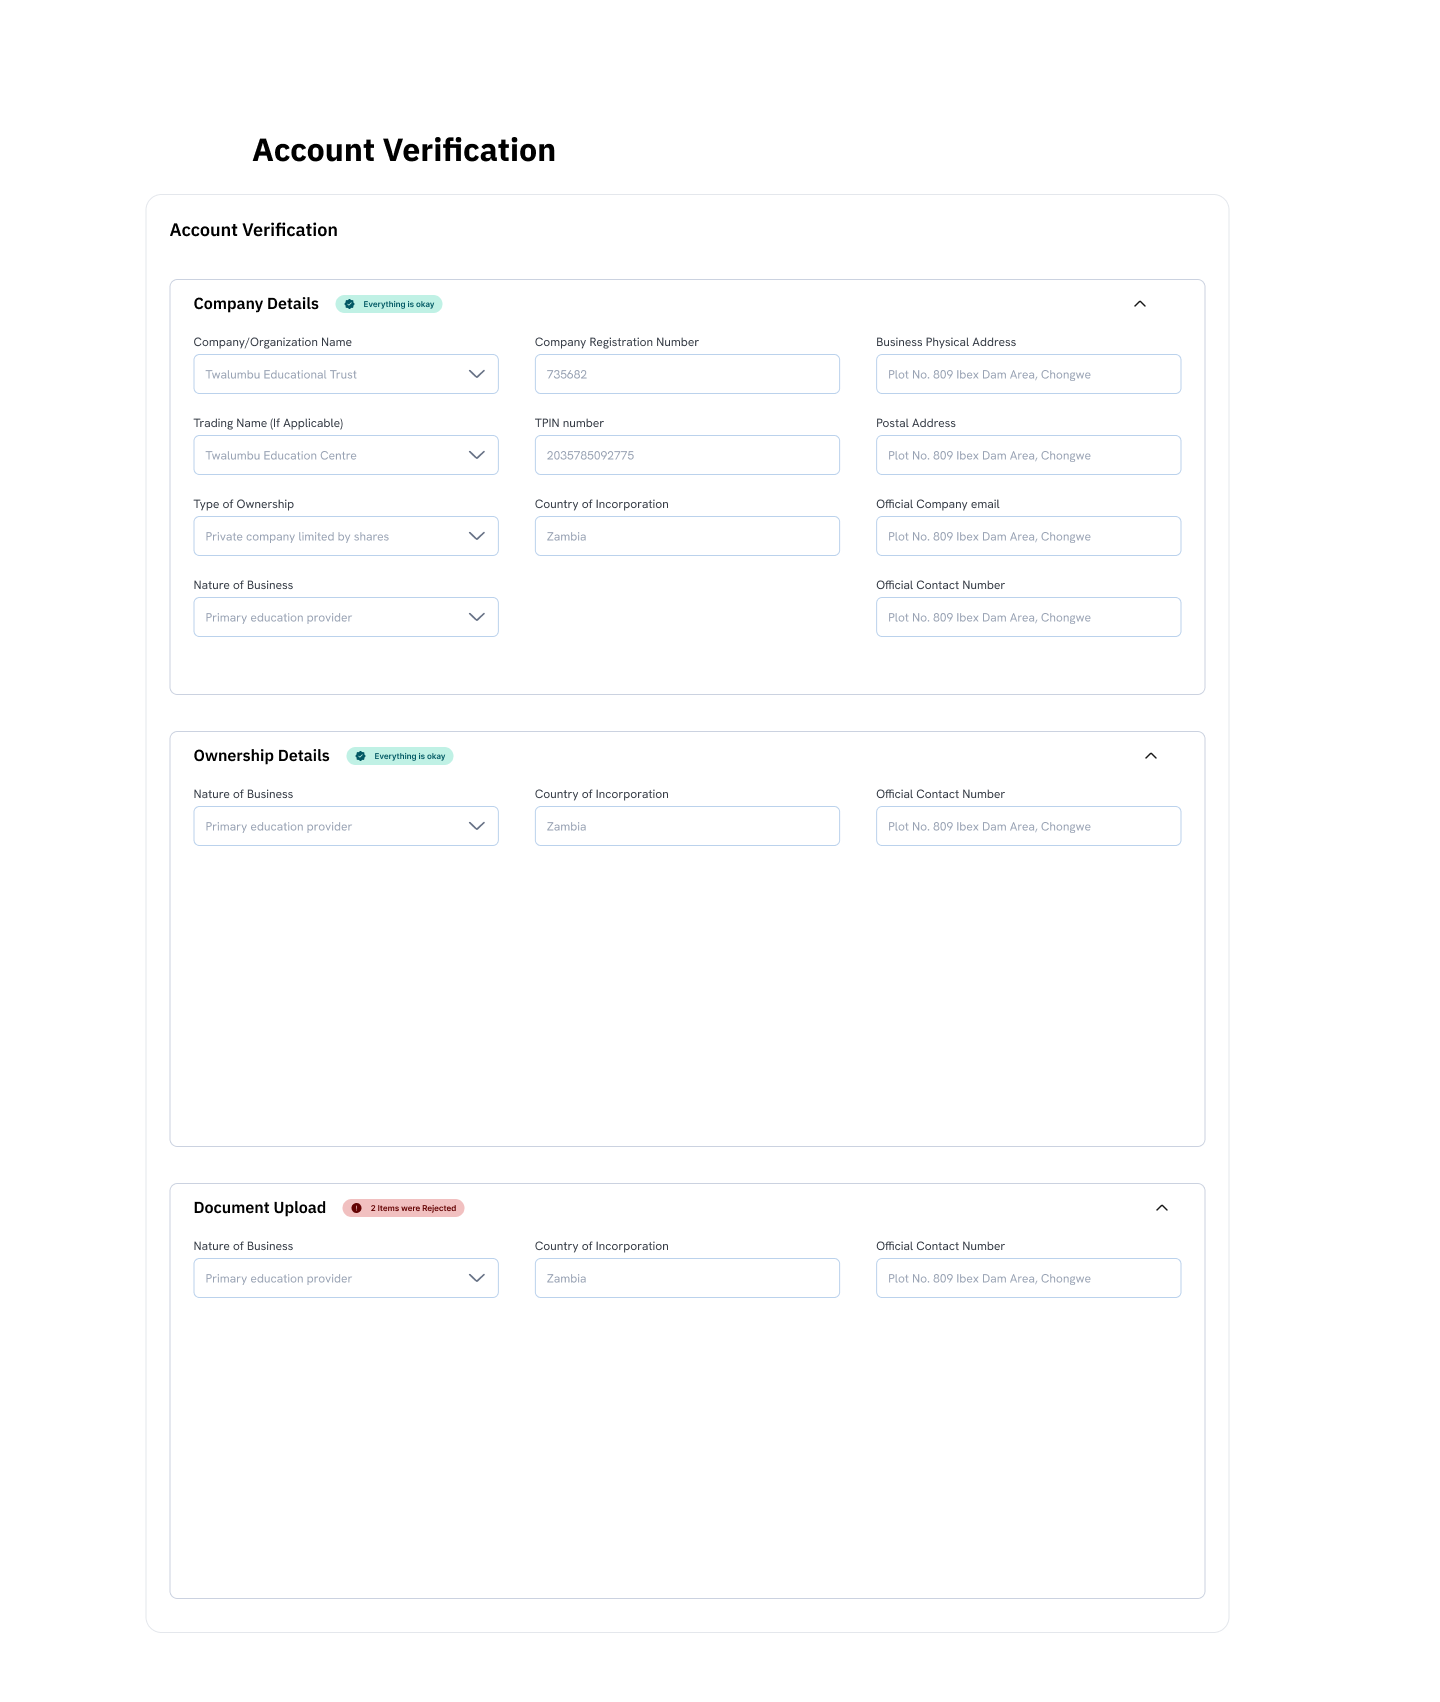 Account Verification
Account Verification
Company Details
Everything is okay
Company/Organization Name
Company Registration Number
Business Physical Address
Twalumbu Educational Trust
735682
Plot No. 809 Ibex Dam Area, Chongwe
Trading Name (If Applicable)
TPIN number
Postal Address
Twalumbu Education Centre
2035785092775
Plot No. 809 Ibex Dam Area, Chongwe
Type of Ownership
Country of Incorporation
Official Company email
Private company limited by shares
Zambia
Plot No. 809 Ibex Dam Area, Chongwe
Nature of Business
Official Contact Number
Primary education provider
Plot No. 809 Ibex Dam Area, Chongwe
Ownership Details
Everything is okay
Nature of Business
Country of Incorporation
Official Contact Number
Primary education provider
Zambia
Plot No. 809 Ibex Dam Area, Chongwe
Document Upload
2 Items were Rejected
Nature of Business
Country of Incorporation
Official Contact Number
Primary education provider
Zambia
Plot No. 809 Ibex Dam Area, Chongwe